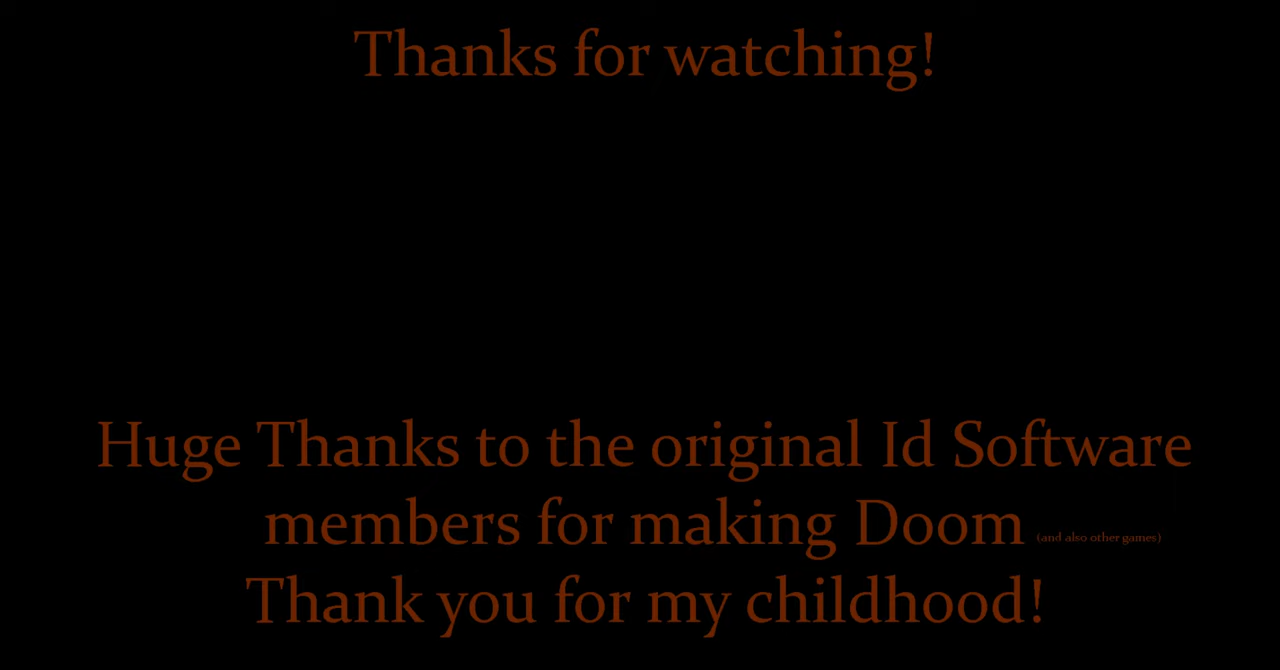 Thanks for watching!
Huge Thanks to the original Id Software
members for making Doom (and also other games)
Thank you for my childhood!